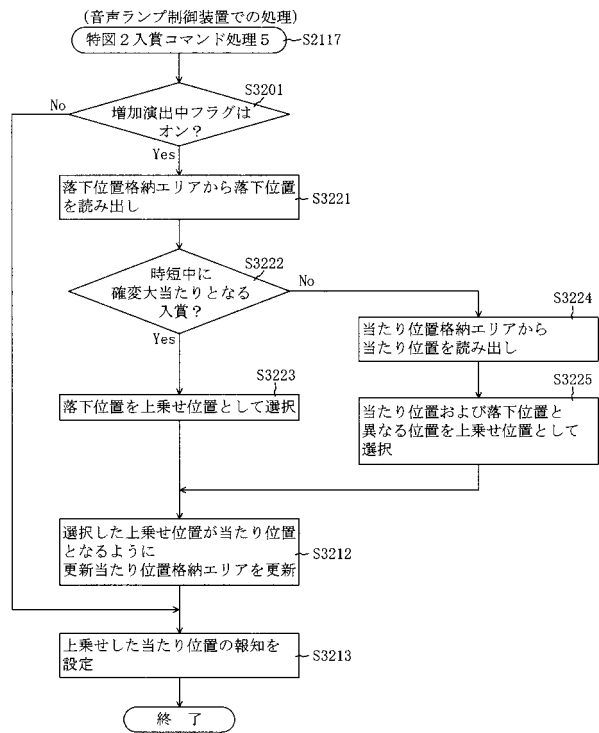 (音声ランプ制御装置での処理)
特図2入賞コマンド処理5
S2117
S3201
増加演出中フラグは
オン?
No
Yes
落下位置格納エリアから落下位置
を読み出し
S3221
S3222
時短中に
確変大当たりとなる
入賞?
No
Yes
S3224
当たり位置格納エリアから
当たり位置を読み出し
S3223
落下位置を上乗せ位置として選択
S3225
当たり位置および落下位置と
異なる位置を上乗せ位置として
選択
選択した上乗せ位置が当たり位置
となるように
更新当たり位置格納エリアを更新
S3212
上乗せした当たり位置の報知を
設定
S3213
終 了